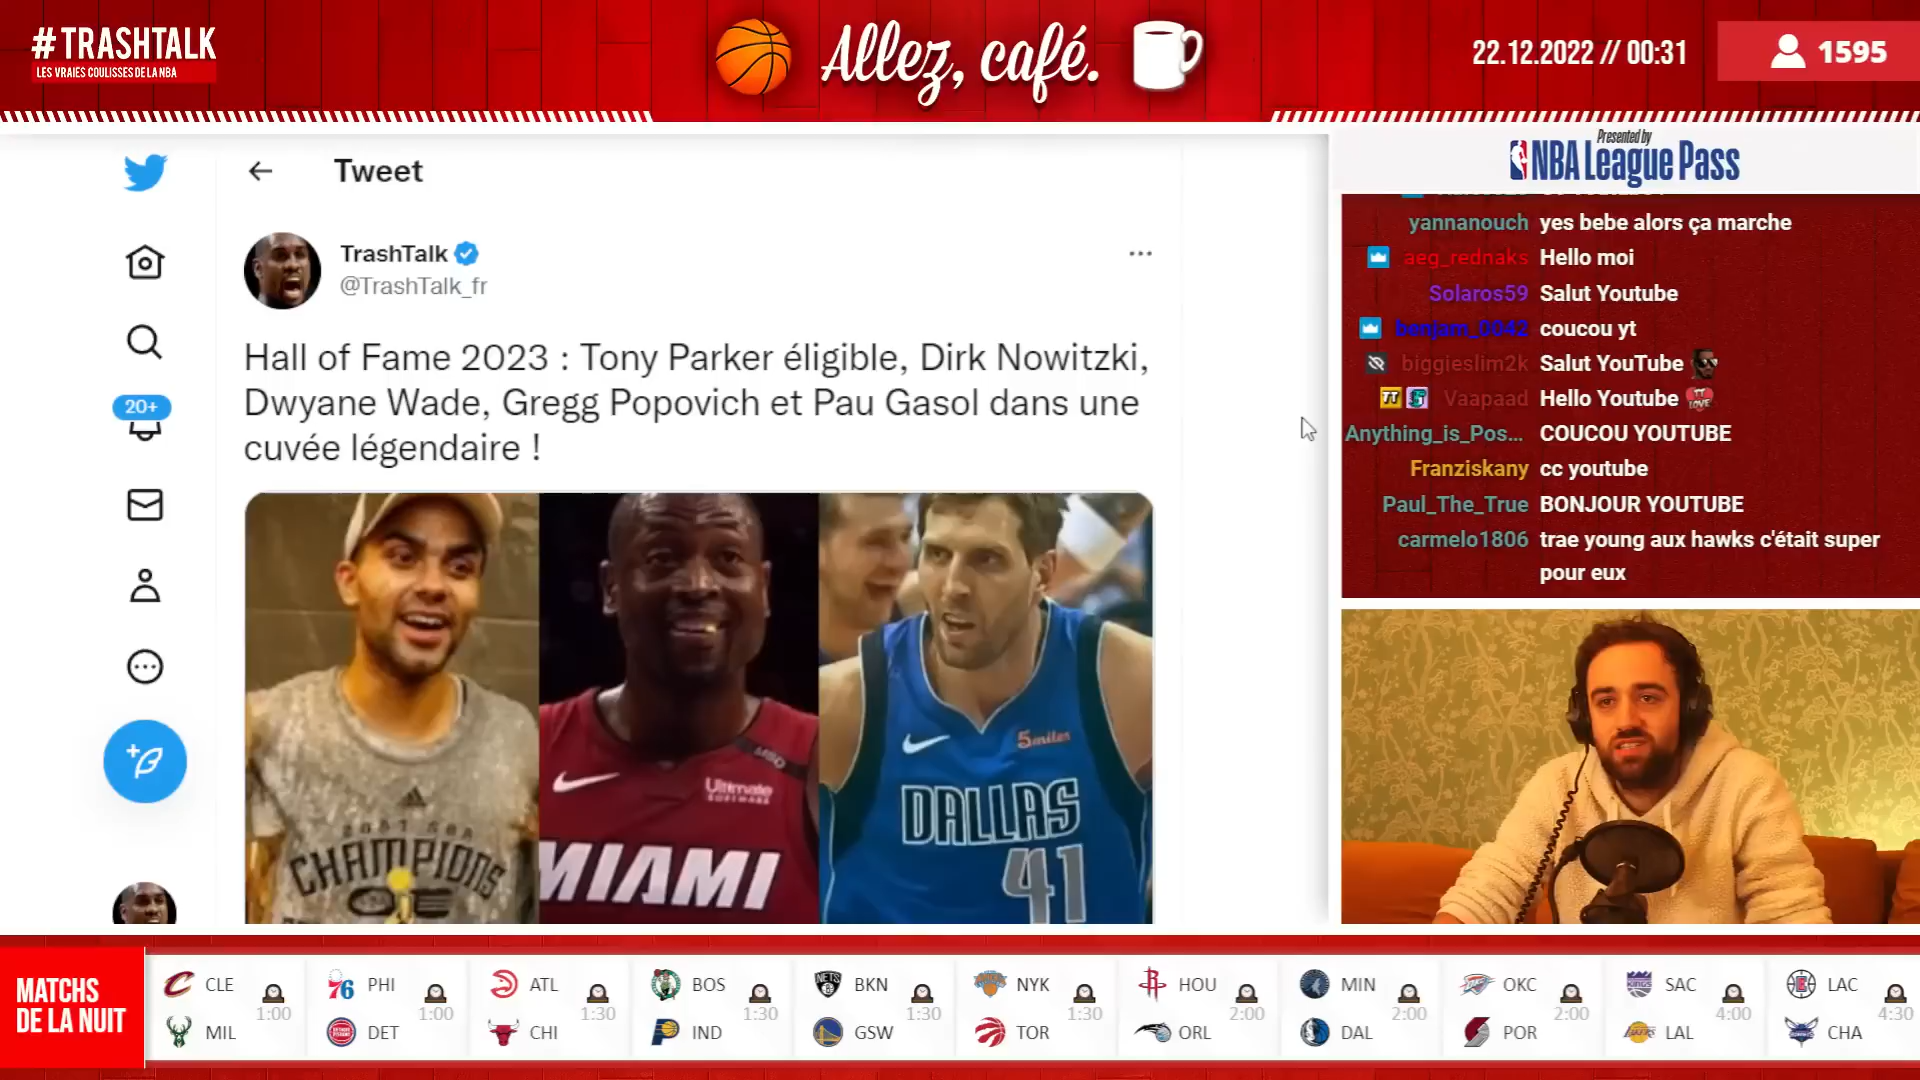 #TRASHTALK
LES VRAIES COULISSES DE LA NBA
Allez, café.
22.12.2022 // 00:31
1595
Tweet
TrashTalk
@TrashTalk_fr
Hall of Fame 2023 : Tony Parker éligible, Dirk Nowitzki,
Dwyane Wade, Gregg Popovich et Pau Gasol dans une
cuvée légendaire !
20+
CHAMPIONS
Ultimate
SOFTWARE
MIAMI
5miles
DALLAS
41
Presented by
NBA League Pass
yannanouch yes bebe alors ça marche
aeg_rednaks Hello moi
Solaros59 Salut Youtube
benjam_0042 coucou yt
biggieslim2k Salut YouTube
TT Vaapaad Hello Youtube
Anything_is_Pos... COUCOU YOUTUBE
Franziskany cc youtube
Paul_The_True BONJOUR YOUTUBE
carmelo1806 trae young aux hawks c'était super
pour eux
MATCHS
DE LA NUIT
CLE
MIL
1:00
PHI
DET
1:00
ATL
CHI
1:30
BOS
IND
1:30
BKN
GSW
1:30
NYK
TOR
1:30
HOU
ORL
2:00
MIN
DAL
2:00
OKC
POR
2:00
SAC
LAL
4:00
LAC
CHA
4:30